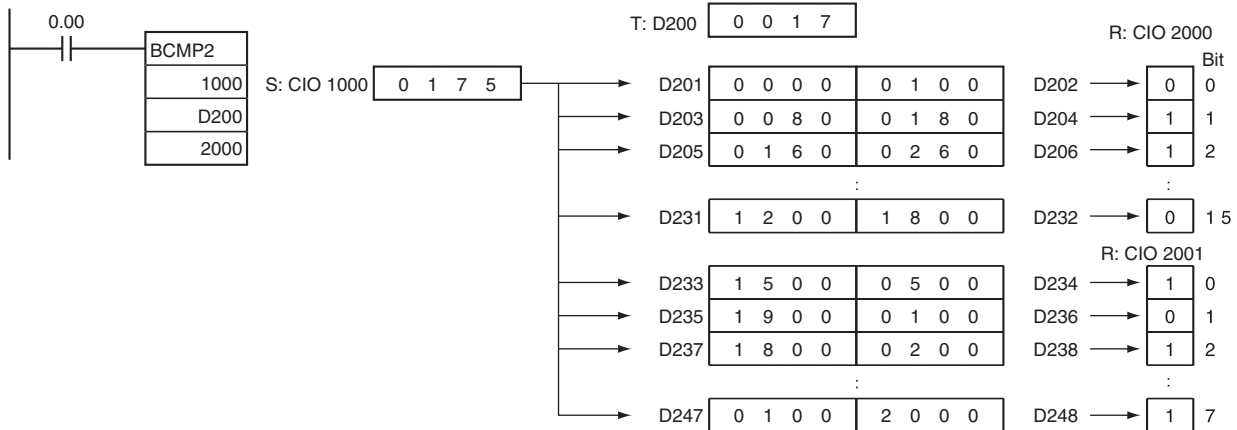 0.00
BCMP2
1000
D200
2000
T: D200 0 0 1 7
R: CIO 2000
Bit
S: CIO 1000 0 1 7 5
D201 0 0 0 0 0 1 0 0 D202 0 0
D203 0 0 8 0 0 1 8 0 D204 1 1
D205 0 1 6 0 0 2 6 0 D206 1 2
: :
D231 1 2 0 0 1 8 0 0 D232 0 1 5
R: CIO 2001
D233 1 5 0 0 0 5 0 0 D234 1 0
D235 1 9 0 0 0 1 0 0 D236 0 1
D237 1 8 0 0 0 2 0 0 D238 1 2
: :
D247 0 1 0 0 2 0 0 0 D248 1 7